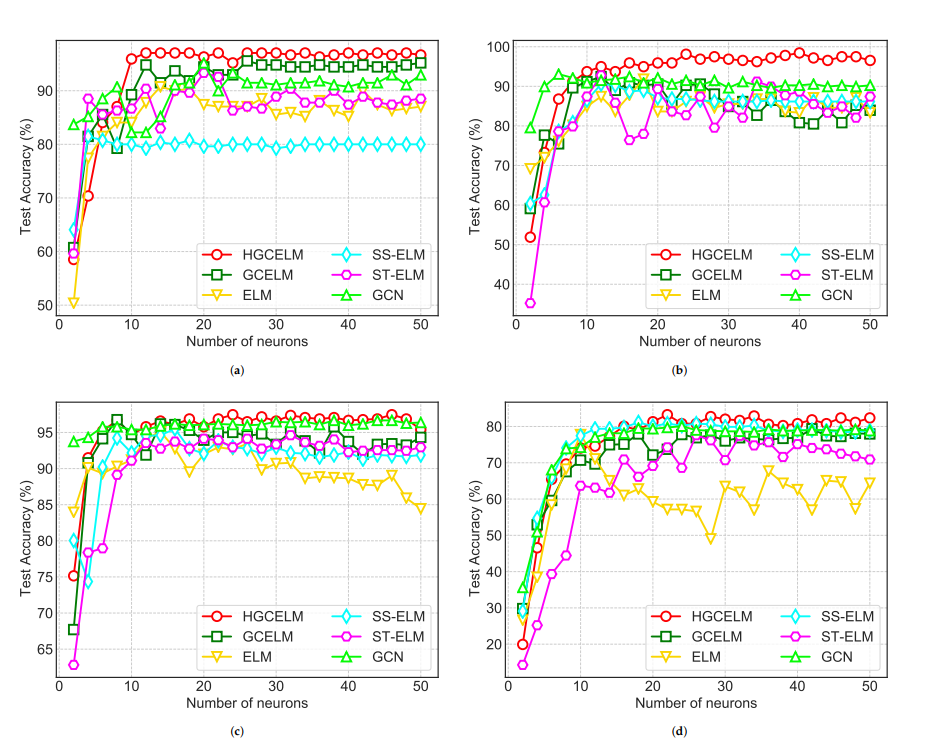 Test Accuracy (%)
90
80
70
60
50
HGCELM
GCELM
ELM
SS-ELM
ST-ELM
GCN
0 10 20 30 40 50
Number of neurons
(a)
Test Accuracy (%)
100
90
80
70
60
50
40
HGCELM
GCELM
ELM
SS-ELM
ST-ELM
GCN
0 10 20 30 40 50
Number of neurons
(b)
Test Accuracy (%)
95
90
85
80
75
70
65
HGCELM
GCELM
ELM
SS-ELM
ST-ELM
GCN
0 10 20 30 40 50
Number of neurons
(c)
Test Accuracy (%)
80
70
60
50
40
30
20
HGCELM
GCELM
ELM
SS-ELM
ST-ELM
GCN
0 10 20 30 40 50
Number of neurons
(d)